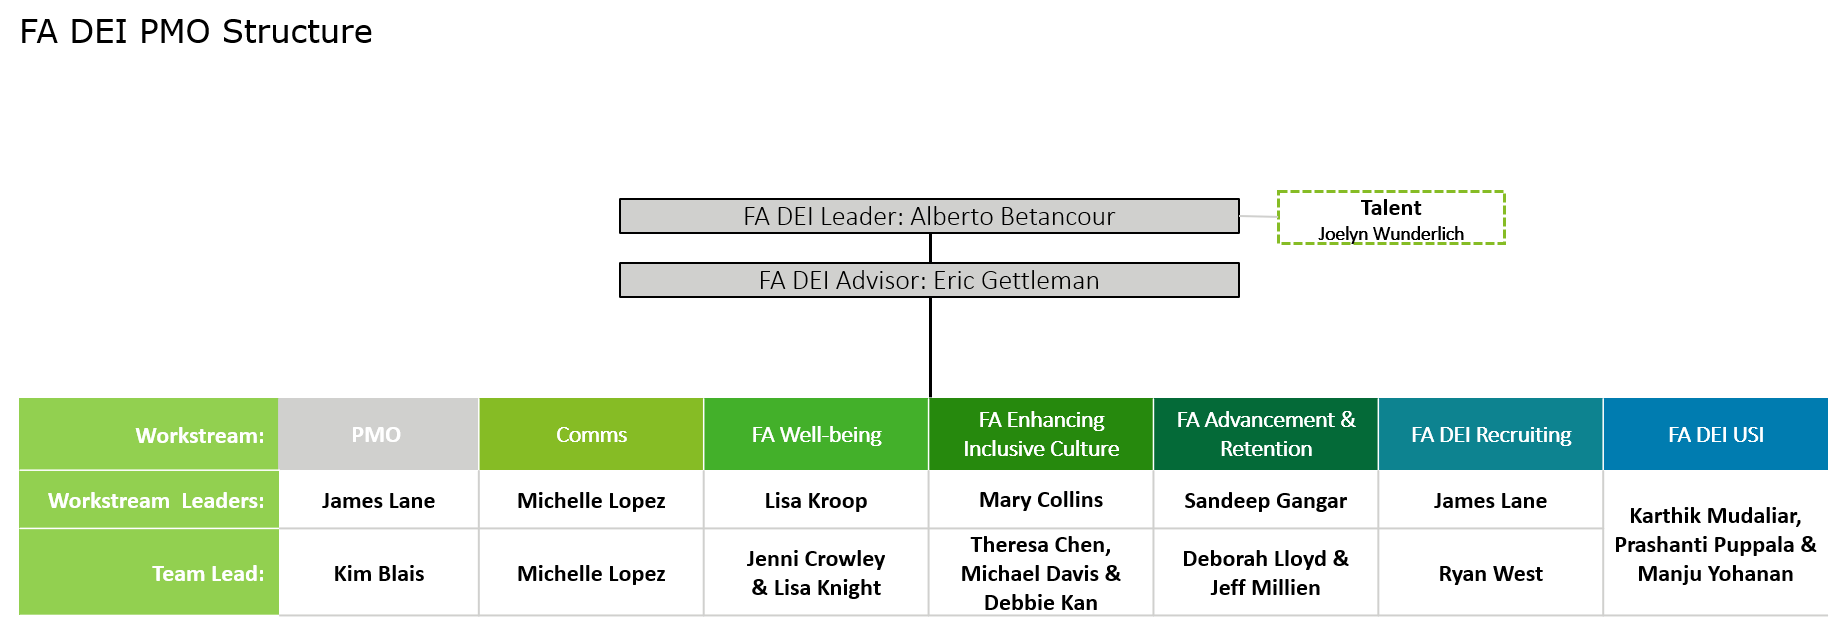 FA DEI PMO Structure
FA DEI Leader: Alberto Betancour
Talent
Joelyn Wunderlich
FA DEI Advisor: Eric Gettleman
Workstream:
PMO
Comms
FA Well-being
FA Enhancing
Inclusive Culture
FA Advancement &
Retention
FA DEI Recruiting
FA DEI USI
Workstream  Leaders:
James Lane
Michelle Lopez
Lisa Kroop
Mary Collins
Sandeep Gangar
James Lane
Karthik Mudaliar,
Prashanti Puppala &
Manju Yohanan
Team Lead:
Kim Blais
Michelle Lopez
Jenni Crowley
& Lisa Knight
Theresa Chen,
Michael Davis &
Debbie Kan
Deborah Lloyd &
Jeff Millien
Ryan West